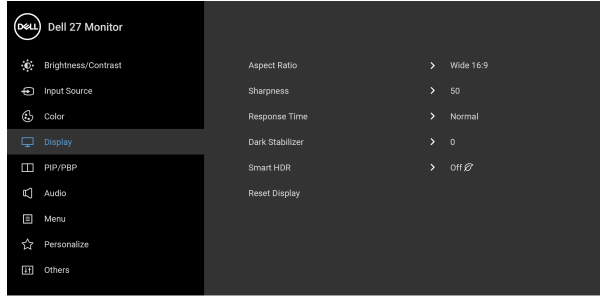 DELL Dell 27 Monitor
Brightness/Contrast
Input Source
Color
Display
PIP/PBP
Audio
Menu
Personalize
Others
Aspect Ratio Wide 16:9
Sharpness 50
Response Time Normal
Dark Stabilizer 0
Smart HDR Off
Reset Display